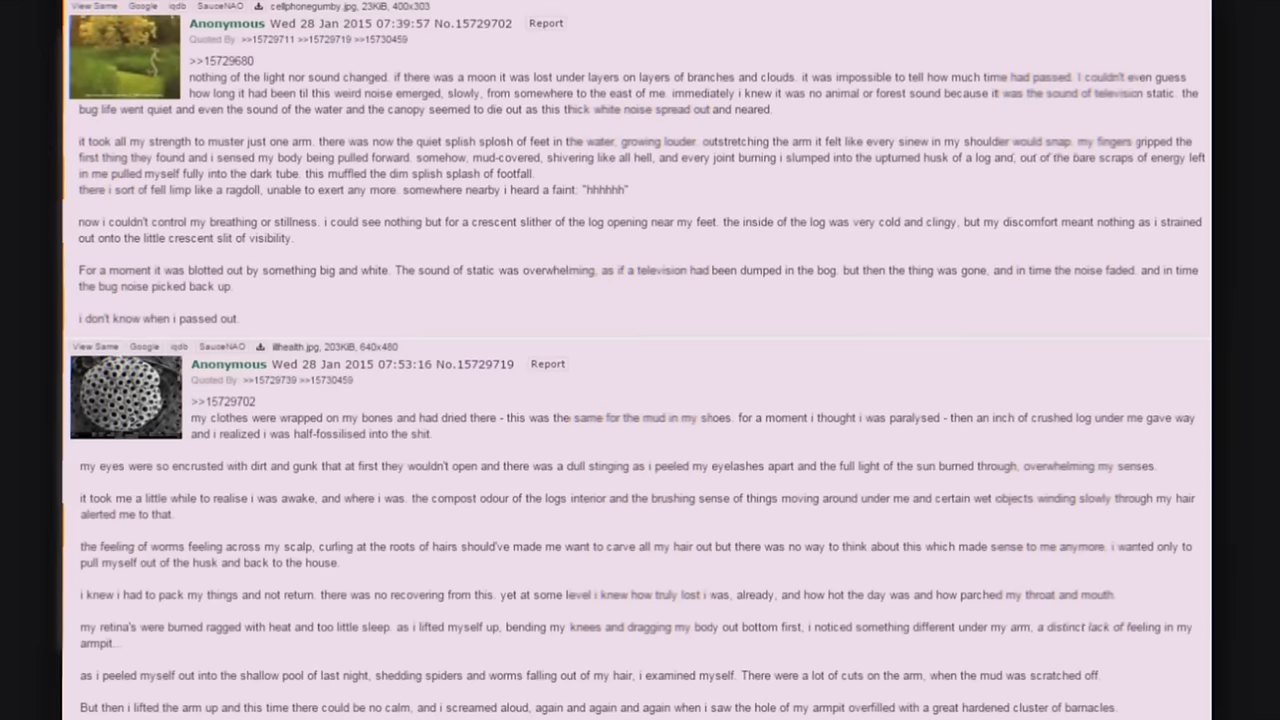 View Same Google iqdb SauceNAO cellphonegumby.jpg, 23KiB, 400x303
Anonymous Wed 28 Jan 2015 07:39:57 No.15729702 Report
Quoted By: >>15729711 >>15729719 >>15730459
>>15729680
nothing of the light nor sound changed. if there was a moon it was lost under layers on layers of branches and clouds. it was impossible to tell how much time had passed. I couldn't even guess
how long it had been til this weird noise emerged, slowly, from somewhere to the east of me. immediately i knew it was no animal or forest sound because it was the sound of television static. the
bug life went quiet and even the sound of the water and the canopy seemed to die out as this thick white noise spread out and neared.
it took all my strength to muster just one arm. there was now the quiet splish splosh of feet in the water, growing louder. outstretching the arm it felt like every sinew in my shoulder would snap. my fingers gripped the
first thing they found and i sensed my body being pulled forward. somehow, mud-covered, shivering like all hell, and every joint burning i slumped into the upturned husk of a log and, out of the bare scraps of energy left
in me pulled myself fully into the dark tube. this muffled the dim splish splash of footfall.
there i sort of fell limp like a ragdoll, unable to exert any more. somewhere nearby i heard a faint: "hhhhhh"
now i couldn't control my breathing or stillness. i could see nothing but for a crescent slither of the log opening near my feet. the inside of the log was very cold and clingy, but my discomfort meant nothing as i strained
out onto the little crescent slit of visibility.
For a moment it was blotted out by something big and white. The sound of static was overwhelming, as if a television had been dumped in the bog. but then the thing was gone, and in time the noise faded. and in time
the bug noise picked back up.
i don't know when i passed out.
View Same Google iqdb SauceNAO illhealth.jpg, 203KiB, 640x480
Anonymous Wed 28 Jan 2015 07:53:16 No.15729719 Report
Quoted By: >>15729739 >>15730459
>>15729702
my clothes were wrapped on my bones and had dried there - this was the same for the mud in my shoes. for a moment i thought i was paralysed - then an inch of crushed log under me gave way
and i realized i was half-fossilised into the shit.
my eyes were so encrusted with dirt and gunk that at first they wouldn't open and there was a dull stinging as i peeled my eyelashes apart and the full light of the sun burned through, overwhelming my senses.
it took me a little while to realise i was awake, and where i was. the compost odour of the logs interior and the brushing sense of things moving around under me and certain wet objects winding slowly through my hair
alerted me to that.
the feeling of worms feeling across my scalp, curling at the roots of hairs should've made me want to carve all my hair out but there was no way to think about this which made sense to me anymore. i wanted only to
pull myself out of the husk and back to the house.
i knew i had to pack my things and not return. there was no recovering from this. yet at some level i knew how truly lost i was, already, and how hot the day was and how parched my throat and mouth.
my retina's were burned ragged with heat and too little sleep. as i lifted myself up, bending my knees and dragging my body out bottom first, i noticed something different under my arm, a distinct lack of feeling in my
armpit...
as i peeled myself out into the shallow pool of last night, shedding spiders and worms falling out of my hair, i examined myself. There were a lot of cuts on the arm, when the mud was scratched off.
But then i lifted the arm up and this time there could be no calm, and i screamed aloud, again and again and again when i saw the hole of my armpit overfilled with a great hardened cluster of barnacles.